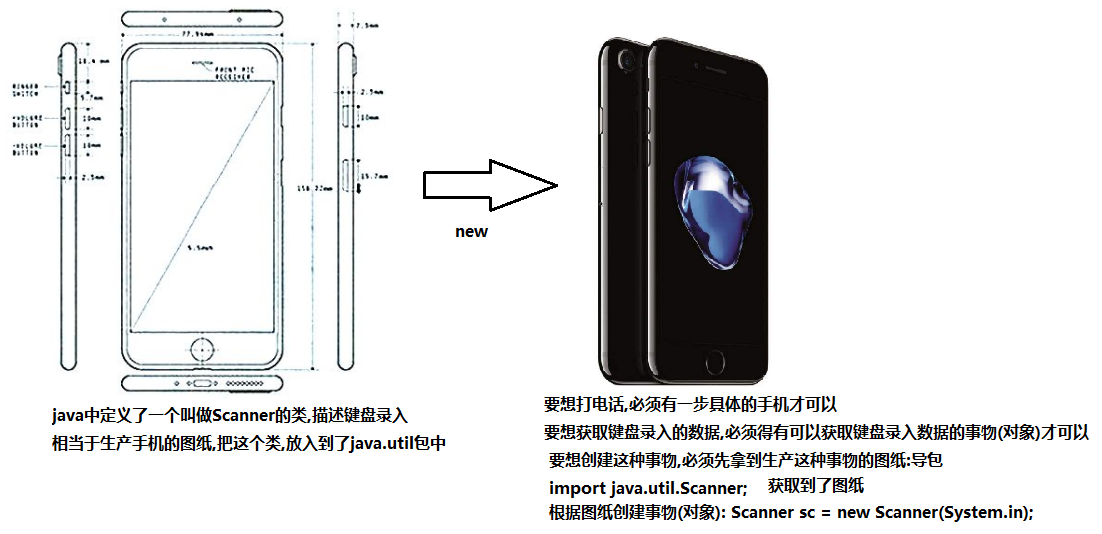 77.94mm
7.5mm
18.4 mm
FRONT MIC
RECEIVER
RINGER
SWITCH
5.7mm
2.5mm
+VOLUME
BUTTON
10mm
10mm
-VOLUME
BUTTON
10mm
2.5mm
15.7mm
158.22mm
5.5mm
new
java中定义了一个叫做Scanner的类,描述键盘录入
相当于生产手机的图纸,把这个类,放入到了java.util包中
要想打电话,必须有一步具体的手机才可以
要想获取键盘录入的数据,必须得有可以获取键盘录入数据的事物(对象)才可以
要想创建这种事物,必须先拿到生产这种事物的图纸:导包
import java.util.Scanner; 获取到了图纸
根据图纸创建事物(对象): Scanner sc = new Scanner(System.in);